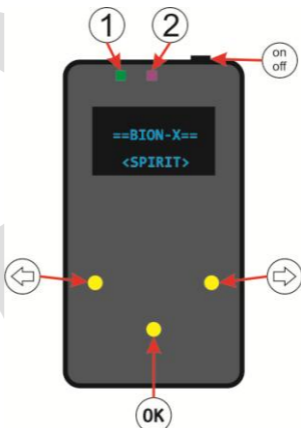 1 2
on
off
==BION-X==
<SPIRIT>
OK